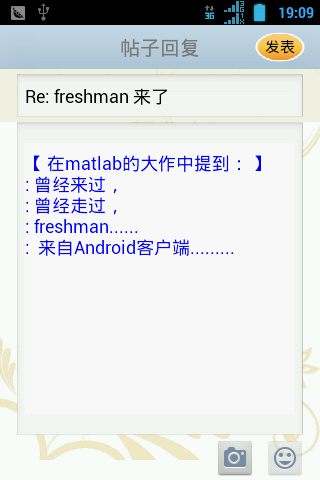 3G
3G
1X
19:09
帖子回复
发表
Re: freshman 来了
【 在matlab的大作中提到： 】
: 曾经来过，
: 曾经走过，
: freshman......
:  来自Android客户端.........